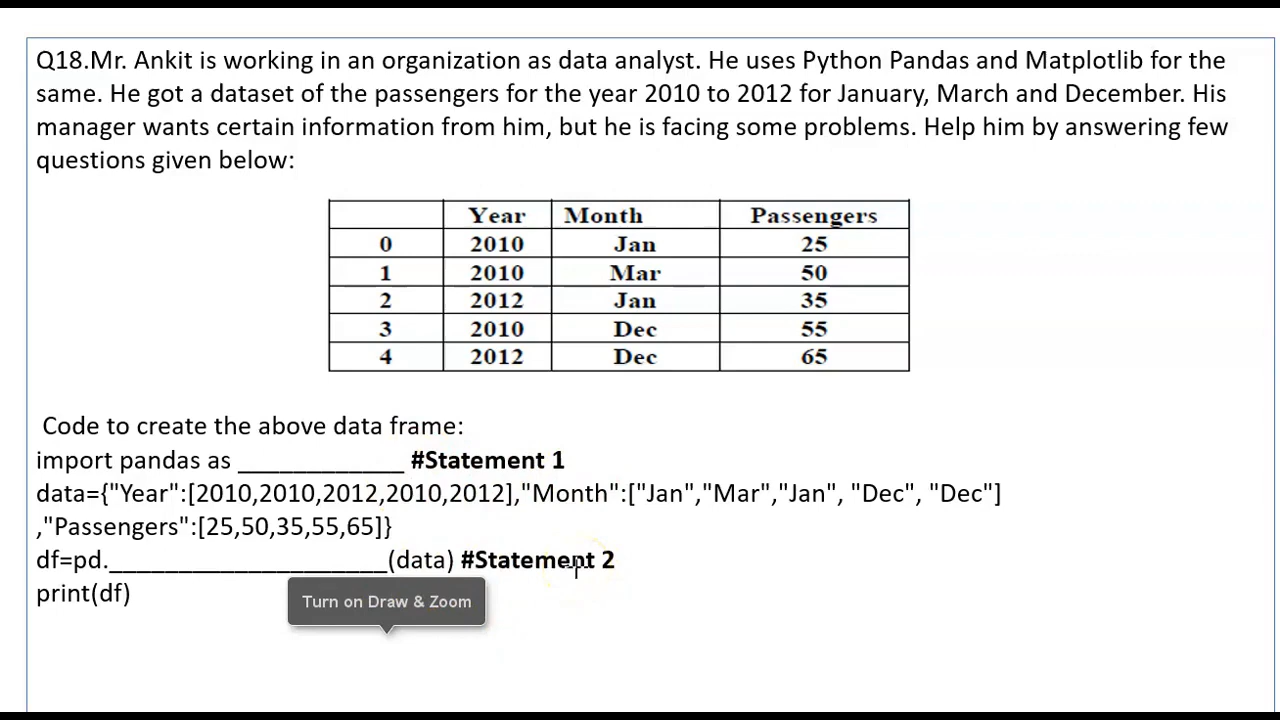 Q18.Mr. Ankit is working in an organization as data analyst. He uses Python Pandas and Matplotlib for the
same. He got a dataset of the passengers for the year 2010 to 2012 for January, March and December. His
manager wants certain information from him, but he is facing some problems. Help him by answering few
questions given below:
Year Month Passengers
0 2010 Jan 25
1 2010 Mar 50
2 2012 Jan 35
3 2010 Dec 55
4 2012 Dec 65
Code to create the above data frame:
import pandas as ____________ #Statement 1
data={"Year":[2010,2010,2012,2010,2012],"Month":["Jan","Mar","Jan", "Dec", "Dec"]
,"Passengers":[25,50,35,55,65]}
df=pd.____________________(data) #Statement 2
print(df)
Turn on Draw & Zoom